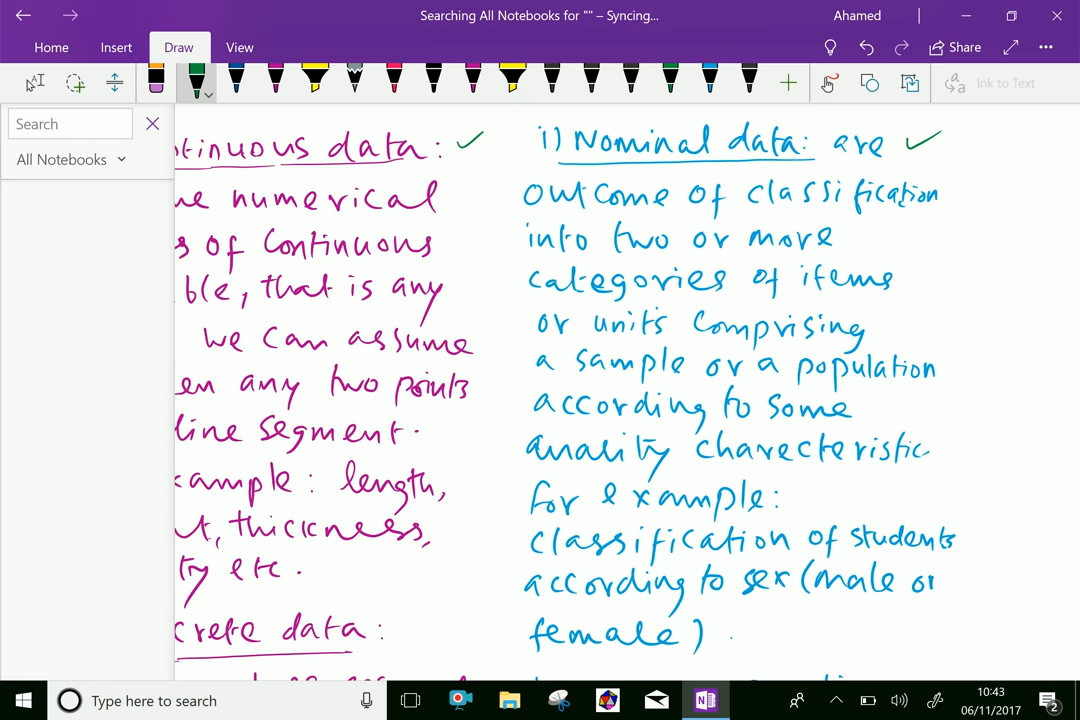 Searching All Notebooks for "" – Syncing...
Ahamed
Home Insert Draw View
Share
Ink to Text
Search
All Notebooks
tinuous data:
ne numerical
s of continuous
ble, that is any
we can assume
en any two points
line segment.
xample: length,
t, thickness,
ty etc.
crete data:
i) Nominal data: are
outcome of classification
into two or more
categories of items
or units comprising
a sample or a population
according to some
quality charecteristic
for example:
classification of students
according to sex (male or
female).
Type here to search
10:43
06/11/2017
2